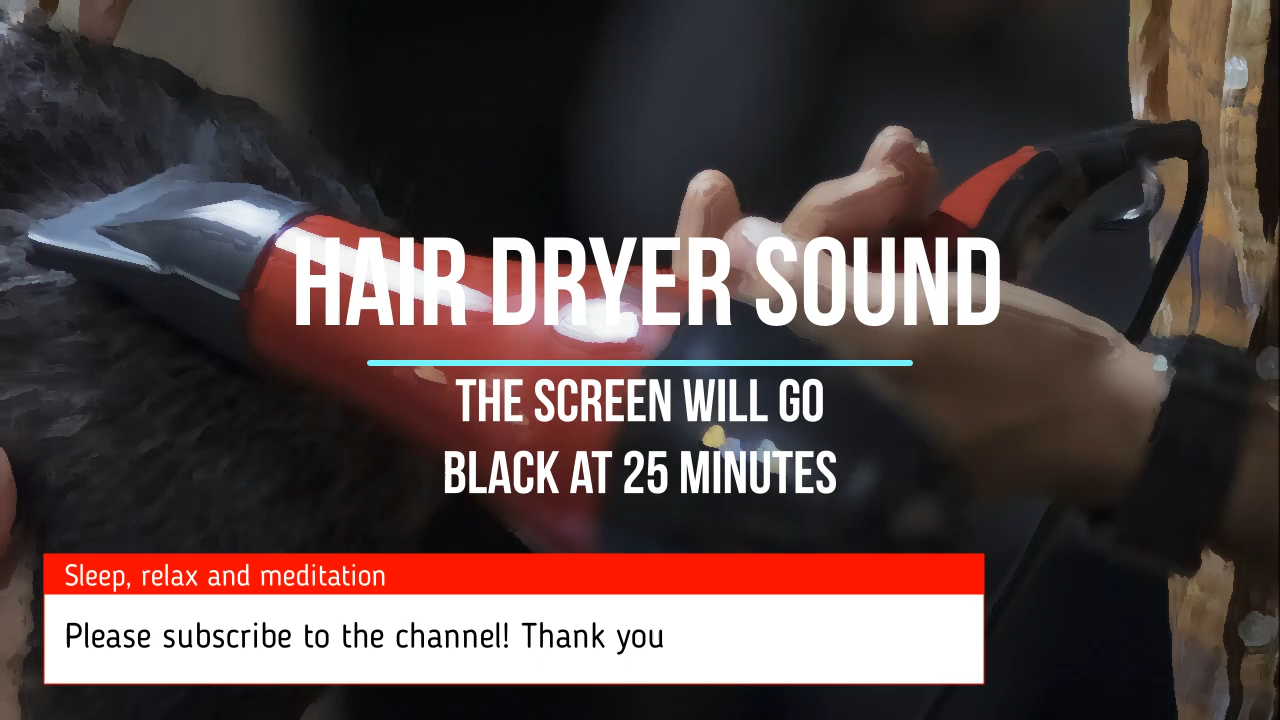 HAIR DRYER SOUND
THE SCREEN WILL GO
BLACK AT 25 MINUTES
Sleep, relax and meditation
Please subscribe to the channel! Thank you